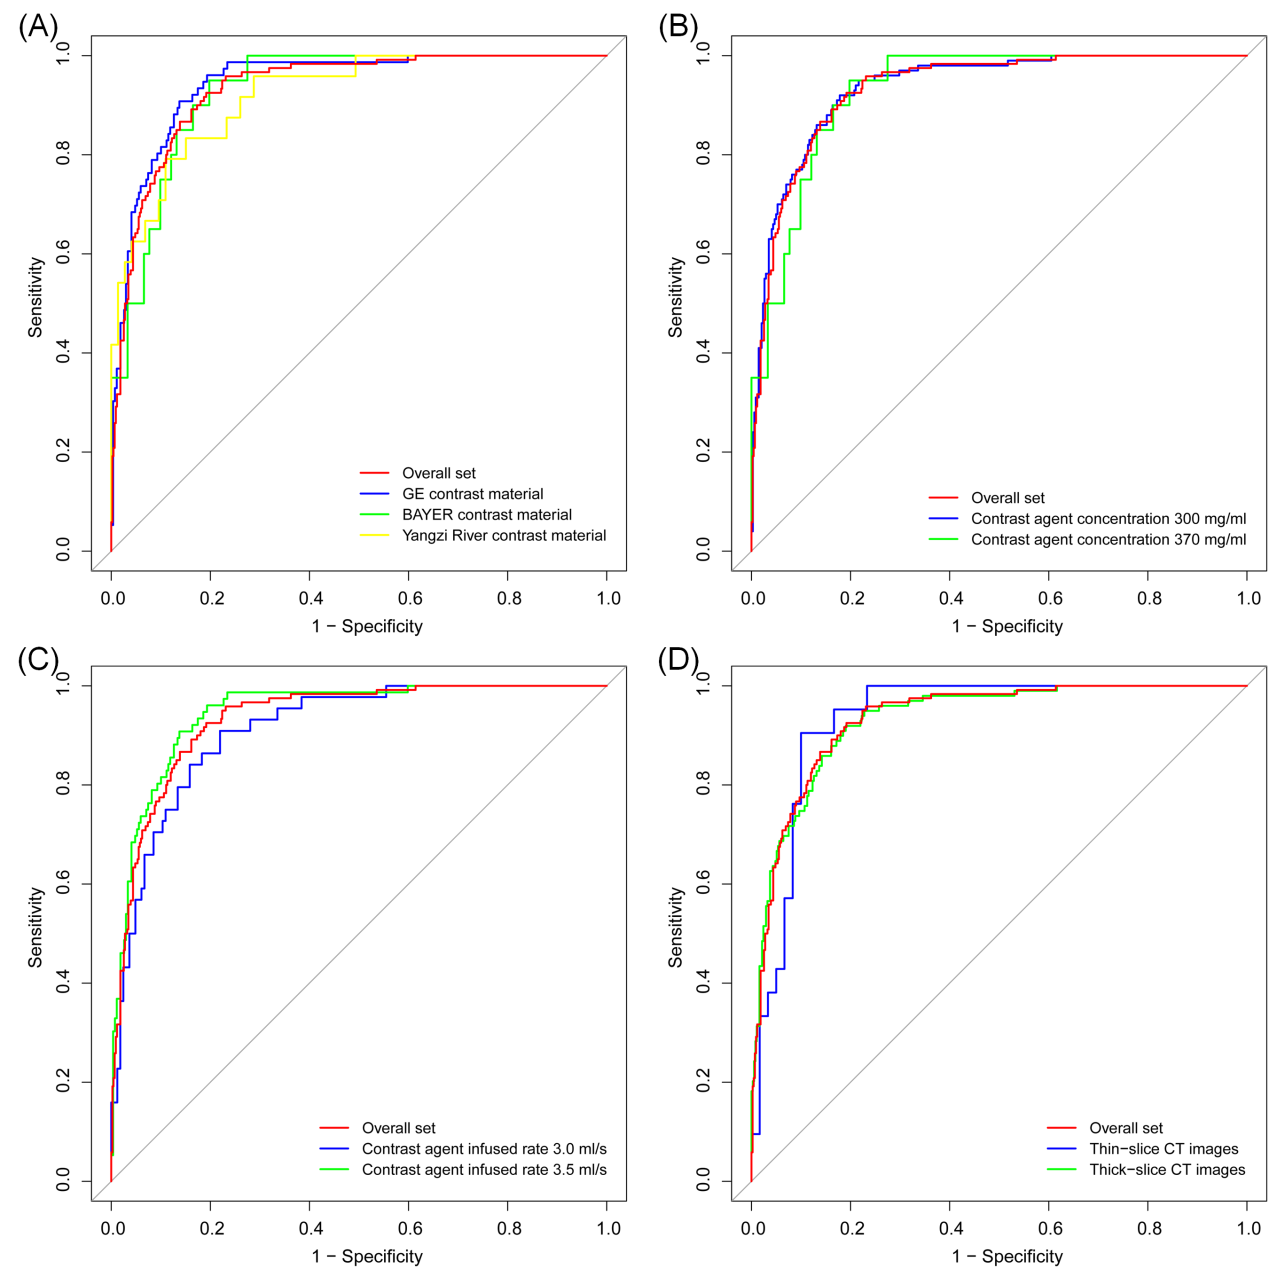 (A)
1.0
0.8
0.6
0.4
0.2
0.0
Sensitivity
Overall set
GE contrast material
BAYER contrast material
Yangzi River contrast material
0.0 0.2 0.4 0.6 0.8 1.0
1 − Specificity
(B)
1.0
0.8
0.6
0.4
0.2
0.0
Sensitivity
Overall set
Contrast agent concentration 300 mg/ml
Contrast agent concentration 370 mg/ml
0.0 0.2 0.4 0.6 0.8 1.0
1 − Specificity
(C)
1.0
0.8
0.6
0.4
0.2
0.0
Sensitivity
Overall set
Contrast agent infused rate 3.0 ml/s
Contrast agent infused rate 3.5 ml/s
0.0 0.2 0.4 0.6 0.8 1.0
1 − Specificity
(D)
1.0
0.8
0.6
0.4
0.2
0.0
Sensitivity
Overall set
Thin−slice CT images
Thick−slice CT images
0.0 0.2 0.4 0.6 0.8 1.0
1 − Specificity